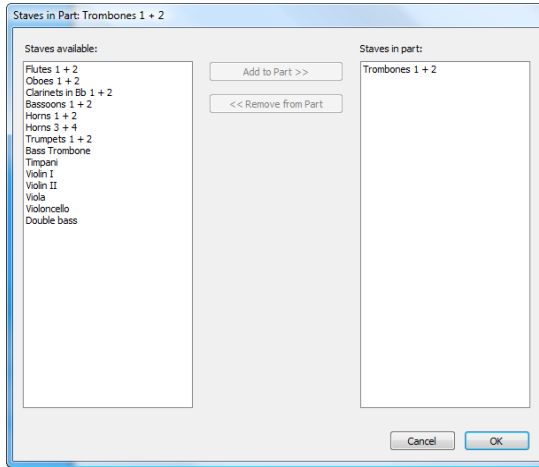 Staves in Part: Trombones 1 + 2
Staves available:
Staves in part:
Flutes 1 + 2
Oboes 1 + 2
Clarinets in Bb 1 + 2
Bassoons 1 + 2
Horns 1 + 2
Horns 3 + 4
Trumpets 1 + 2
Bass Trombone
Timpani
Violin I
Violin II
Viola
Violoncello
Double bass
Add to Part >>
<< Remove from Part
Trombones 1 + 2
Cancel
OK